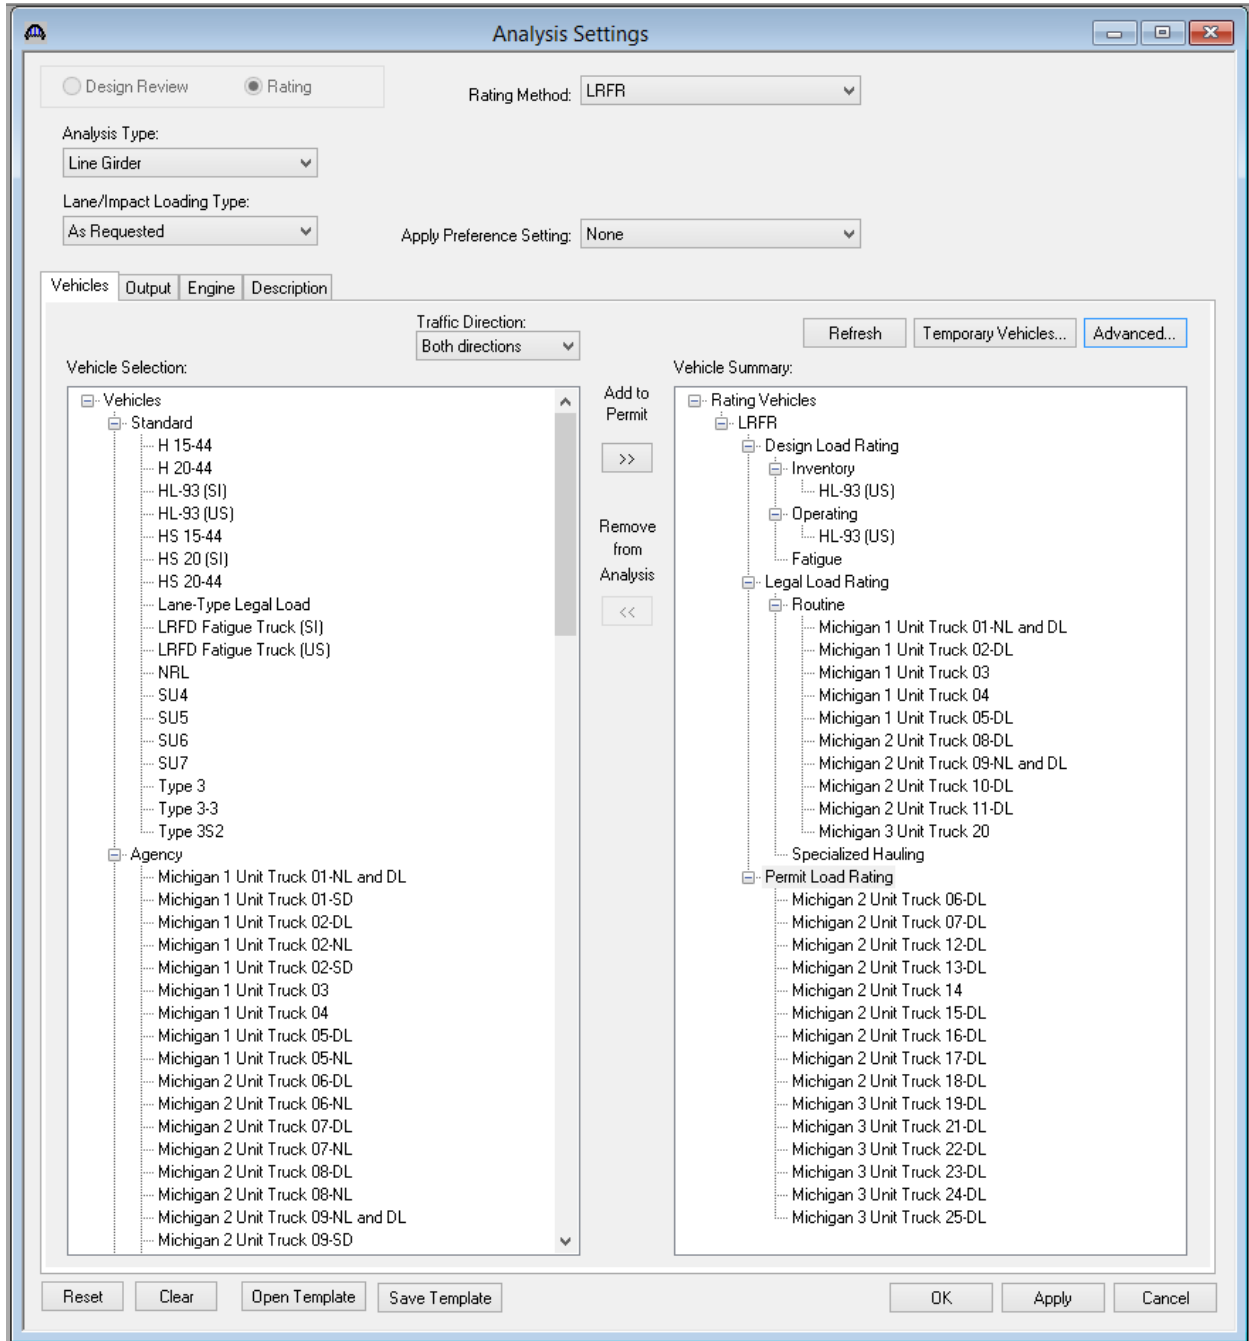 Analysis Settings
Design Review
Rating
Rating Method:
LRFR
Analysis Type:
Line Girder
Lane/Impact Loading Type:
As Requested
Apply Preference Setting:
None
Vehicles
Output
Engine
Description
Traffic Direction:
Both directions
Refresh
Temporary Vehicles...
Advanced...
Vehicle Selection:
Vehicles
Standard
H 15-44
H 20-44
HL-93 (SI)
HL-93 (US)
HS 15-44
HS 20 (SI)
HS 20-44
Lane-Type Legal Load
LRFD Fatigue Truck (SI)
LRFD Fatigue Truck (US)
NRL
SU4
SU5
SU6
SU7
Type 3
Type 3-3
Type 3S2
Agency
Michigan 1 Unit Truck 01-NL and DL
Michigan 1 Unit Truck 01-SD
Michigan 1 Unit Truck 02-DL
Michigan 1 Unit Truck 02-NL
Michigan 1 Unit Truck 02-SD
Michigan 1 Unit Truck 03
Michigan 1 Unit Truck 04
Michigan 1 Unit Truck 05-DL
Michigan 1 Unit Truck 05-NL
Michigan 2 Unit Truck 06-DL
Michigan 2 Unit Truck 06-NL
Michigan 2 Unit Truck 07-DL
Michigan 2 Unit Truck 07-NL
Michigan 2 Unit Truck 08-DL
Michigan 2 Unit Truck 08-NL
Michigan 2 Unit Truck 09-NL and DL
Michigan 2 Unit Truck 09-SD
Add to
Permit
>>
Remove
from
Analysis
<<
Vehicle Summary:
Rating Vehicles
LRFR
Design Load Rating
Inventory
HL-93 (US)
Operating
HL-93 (US)
Fatigue
Legal Load Rating
Routine
Michigan 1 Unit Truck 01-NL and DL
Michigan 1 Unit Truck 02-DL
Michigan 1 Unit Truck 03
Michigan 1 Unit Truck 04
Michigan 1 Unit Truck 05-DL
Michigan 2 Unit Truck 08-DL
Michigan 2 Unit Truck 09-NL and DL
Michigan 2 Unit Truck 10-DL
Michigan 2 Unit Truck 11-DL
Michigan 3 Unit Truck 20
Specialized Hauling
Permit Load Rating
Michigan 2 Unit Truck 06-DL
Michigan 2 Unit Truck 07-DL
Michigan 2 Unit Truck 12-DL
Michigan 2 Unit Truck 13-DL
Michigan 2 Unit Truck 14
Michigan 2 Unit Truck 15-DL
Michigan 2 Unit Truck 16-DL
Michigan 2 Unit Truck 17-DL
Michigan 2 Unit Truck 18-DL
Michigan 3 Unit Truck 19-DL
Michigan 3 Unit Truck 21-DL
Michigan 3 Unit Truck 22-DL
Michigan 3 Unit Truck 23-DL
Michigan 3 Unit Truck 24-DL
Michigan 3 Unit Truck 25-DL
Reset
Clear
Open Template
Save Template
OK
Apply
Cancel